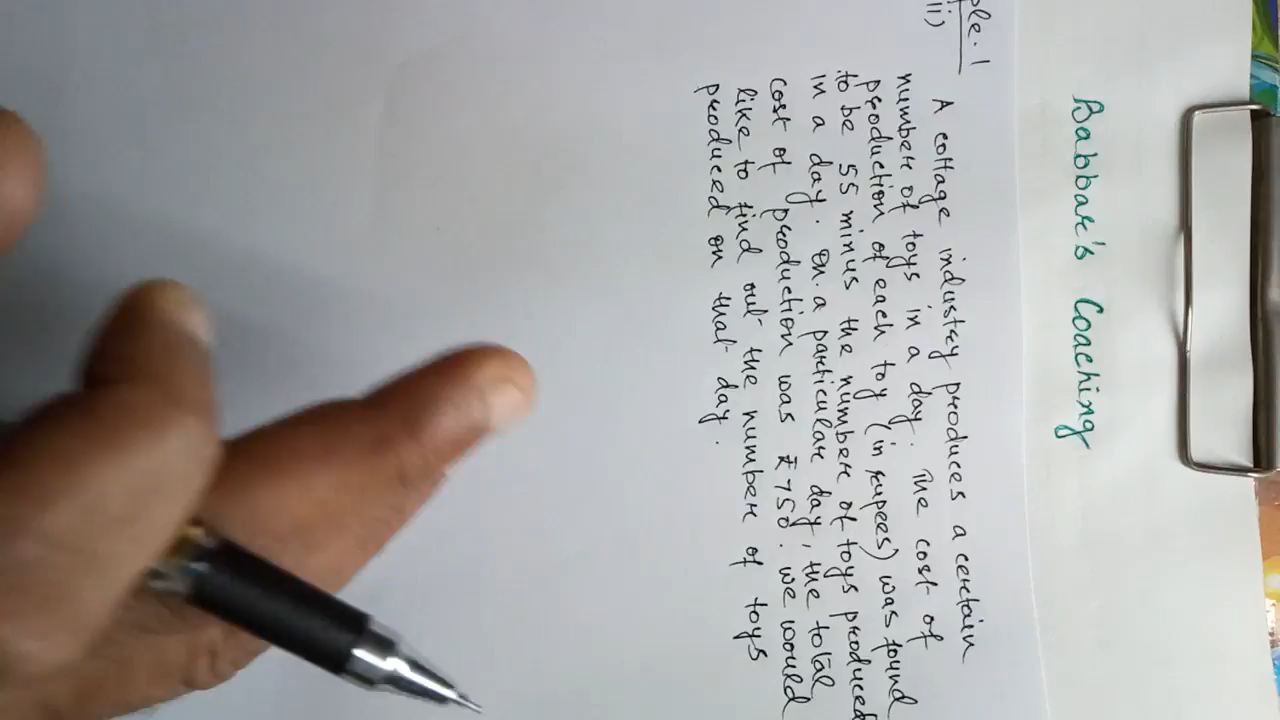 Babbar's Coaching
ple. 1
ii)
A cottage industry produces a certain
number of toys in a day. The cost of
production of each toy (in rupees) was found
to be 55 minus the number of toys produced
in a day. On a particular day, the total
cost of production was ₹750. We would
like to find out the number of toys
produced on that day.